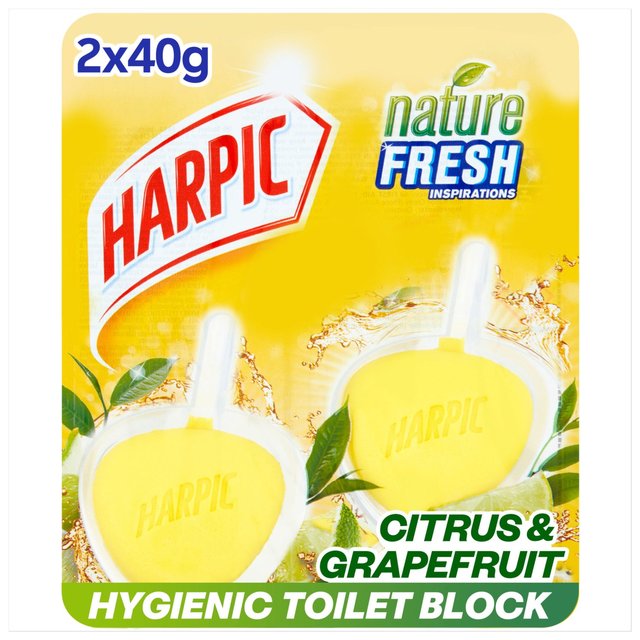 2x40g
HARPIC
nature
FRESH
INSPIRATIONS
HARPIC
HARPIC
CITRUS &
GRAPEFRUIT
HYGIENIC TOILET BLOCK